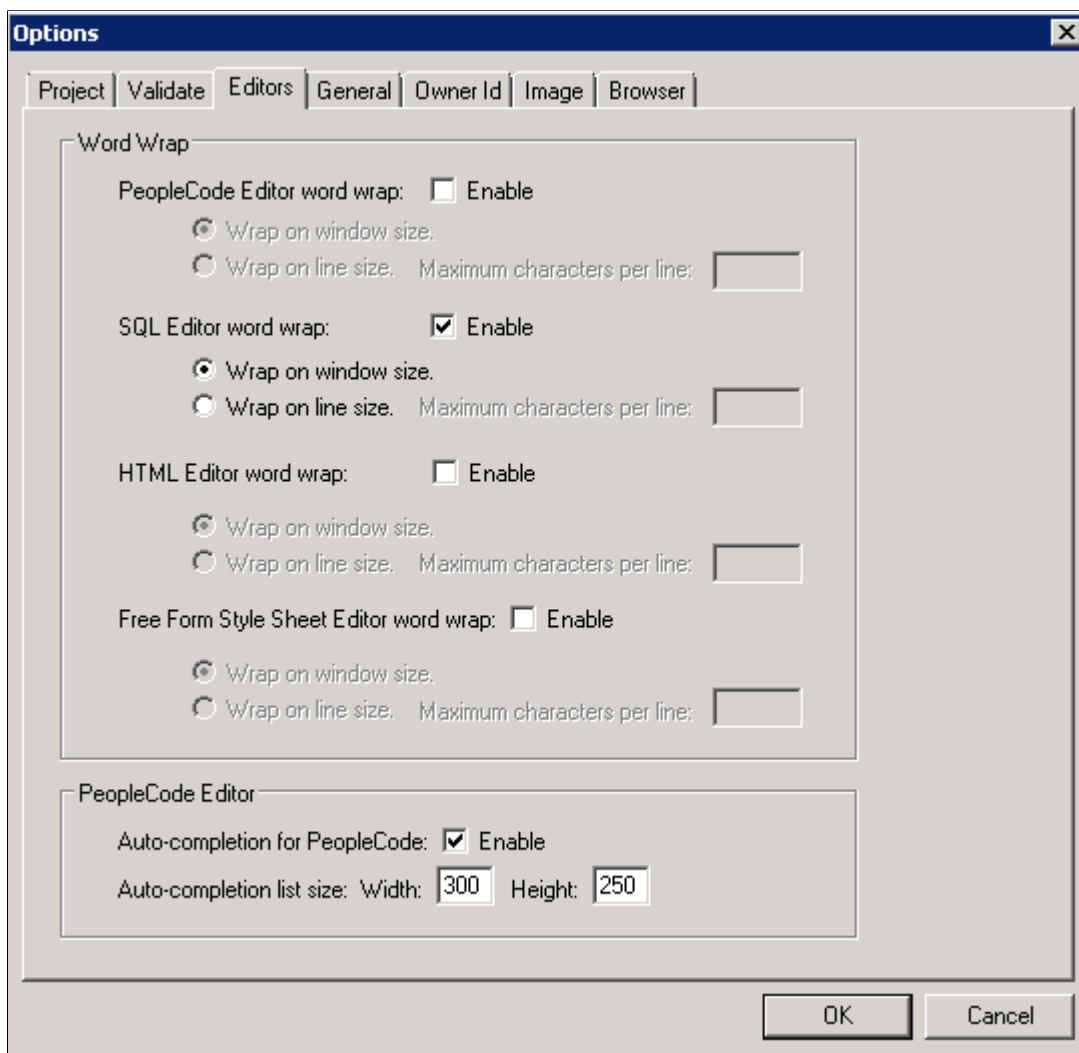 Options
Project Validate Editors General Owner Id Image Browser
Word Wrap
PeopleCode Editor word wrap: Enable
Wrap on window size.
Wrap on line size. Maximum characters per line:
SQL Editor word wrap: Enable
Wrap on window size.
Wrap on line size. Maximum characters per line:
HTML Editor word wrap: Enable
Wrap on window size.
Wrap on line size. Maximum characters per line:
Free Form Style Sheet Editor word wrap: Enable
Wrap on window size.
Wrap on line size. Maximum characters per line:
PeopleCode Editor
Auto-completion for PeopleCode: Enable
Auto-completion list size: Width: 300 Height: 250
OK Cancel